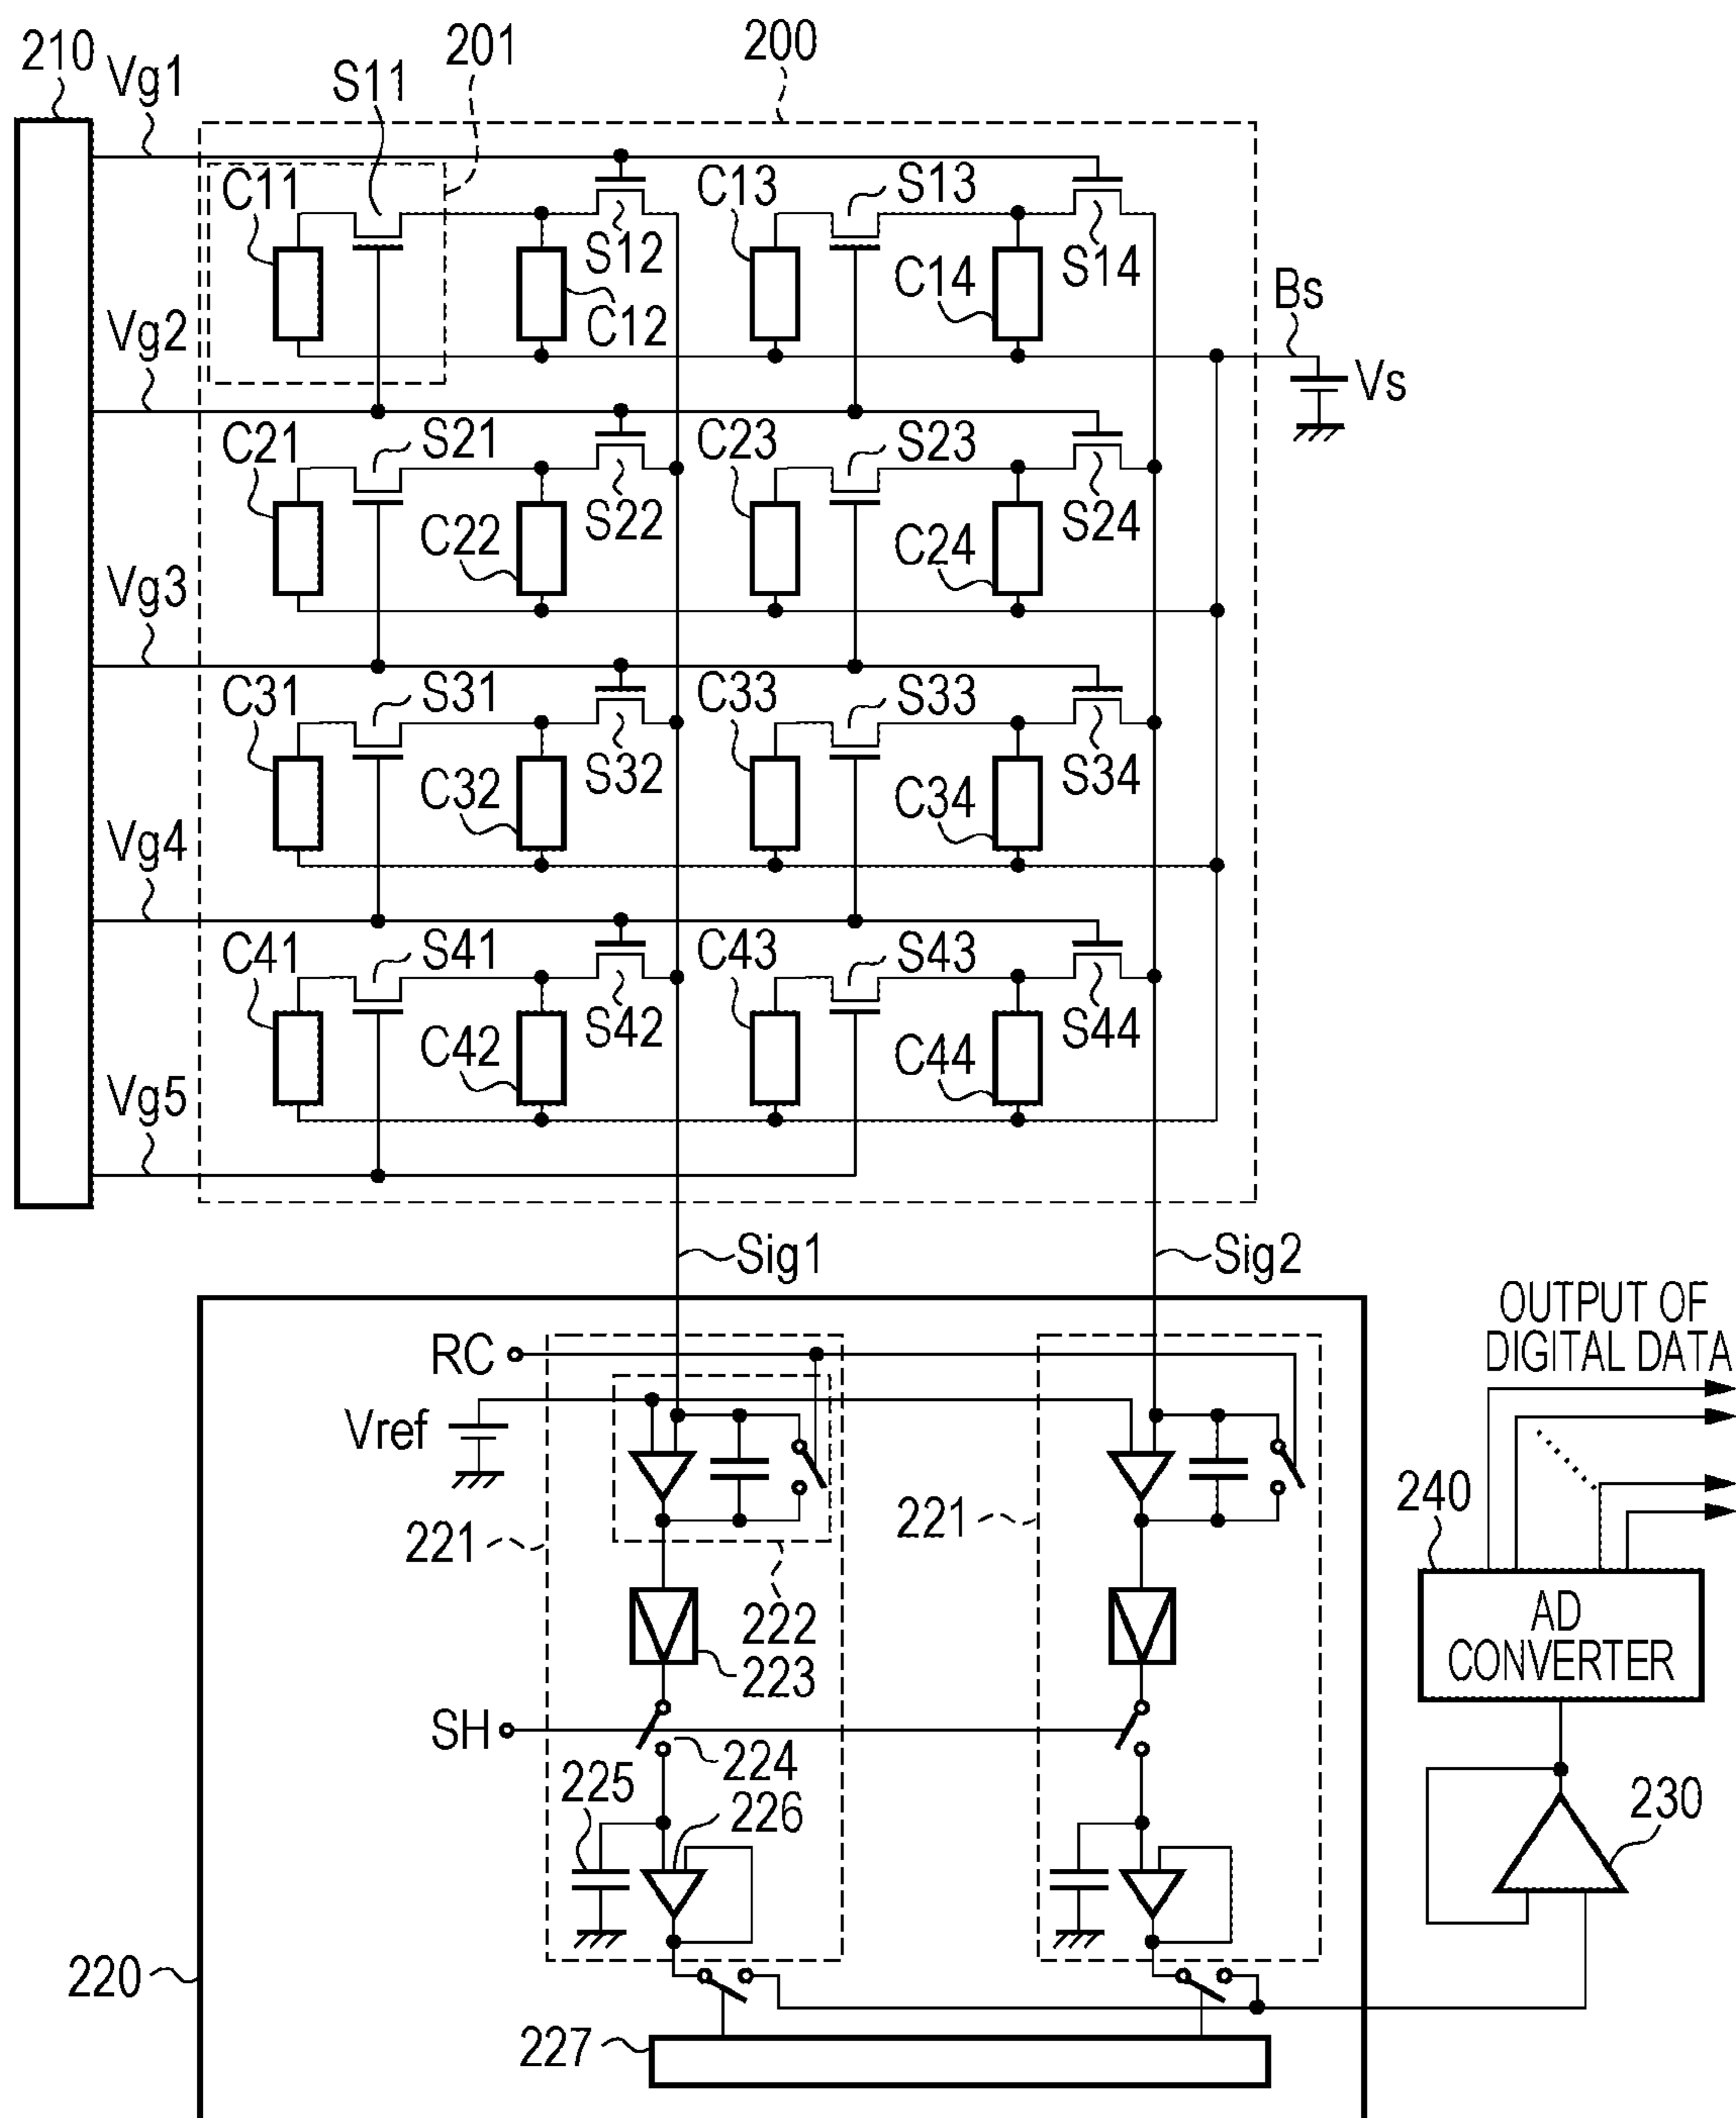 210
Vg1
S11
201
200
C11
S12
C12
C13
S13
C14
S14
Bs
Vs
Vg2
C21
S21
C22
S22
C23
S23
C24
S24
Vg3
C31
S31
C32
S32
C33
S33
C34
S34
Vg4
C41
S41
C42
S42
C43
S43
C44
S44
Vg5
Sig1
Sig2
RC
Vref
221
222
223
221
SH
224
225
226
220
227
OUTPUT OF
DIGITAL DATA
240
AD
CONVERTER
230